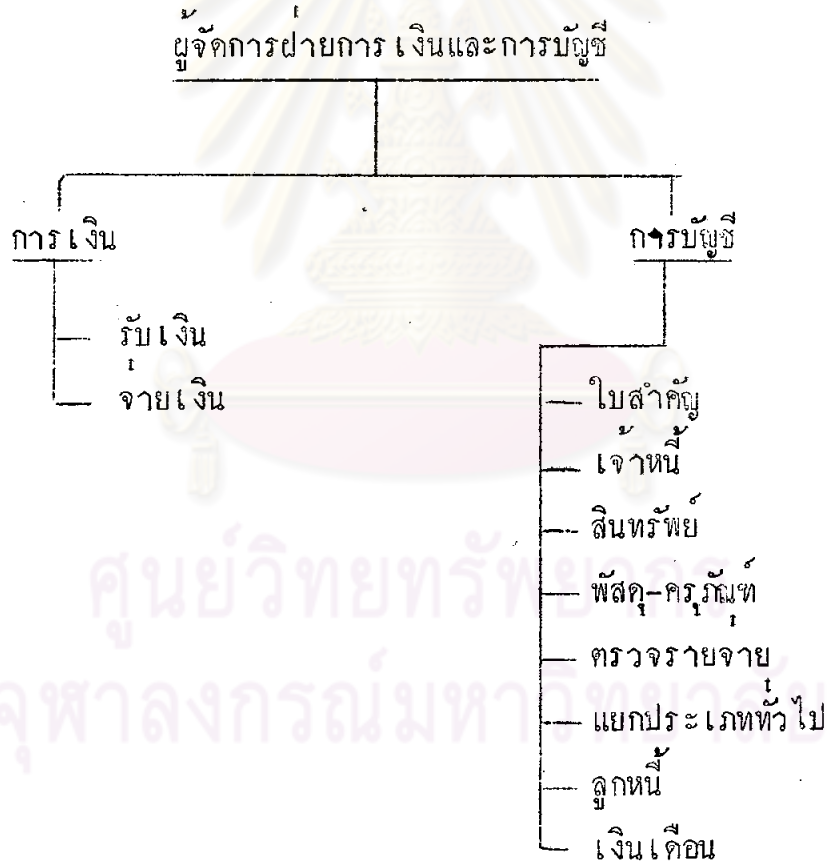 ผู้จัดการฝ่ายการเงินและการบัญชี
การเงิน
การบัญชี
รับเงิน
จ่ายเงิน
ใบสำคัญ
เจ้าหนี้
สินทรัพย์
พัสดุ-ครุภัณฑ์
ตรวจรายจ่าย
แยกประเภททั่วไป
ลูกหนี้
เงินเดือน
ศูนย์วิทยทรัพยากร
จุฬาลงกรณ์มหาวิทยาลัย